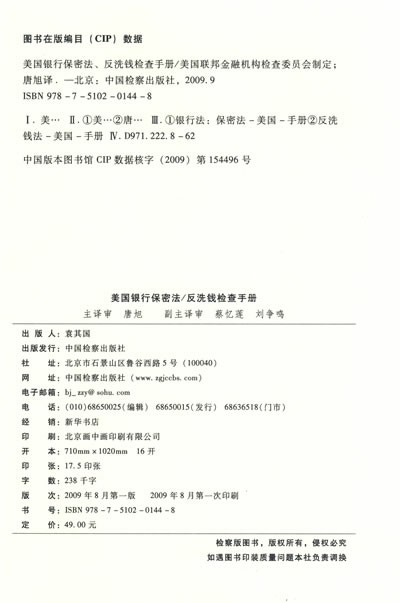 图书在版编目（CIP）数据
美国银行保密法、反洗钱检查手册/美国联邦金融机构检查委员会制定；
唐旭译．—北京：中国检察出版社，2009.9
ISBN 978－7－5102－0144－8
Ⅰ.美… Ⅱ.①美…②唐… Ⅲ.①银行法：保密法－美国－手册②反洗
钱法－美国－手册 Ⅳ.D971.222.8－62
中国版本图书馆 CIP 数据核字（2009）第 154496 号
美国银行保密法/反洗钱检查手册
主译审 唐旭 副主译审 蔡忆莲 刘争鸣
出 版 人：袁其国
出版发行：中国检察出版社
社 址：北京市石景山区鲁谷西路 5 号（100040）
网 址：中国检察出版社（www.zgjccbs.com）
电子邮箱：bj_zzy@sohu.com
电 话：(010)68650025(编辑) 68650015(发行) 68636518(门市)
经 销：新华书店
印 刷：北京画中画印刷有限公司
开 本：710mm×1020mm 16 开
印 张：17.5 印张
字 数：238 千字
版 次：2009 年 8 月第一版 2009 年 8 月第一次印刷
书 号：ISBN 978－7－5102－0144－8
定 价：49.00 元
检察版图书，版权所有，侵权必究
如遇图书印装质量问题本社负责调换